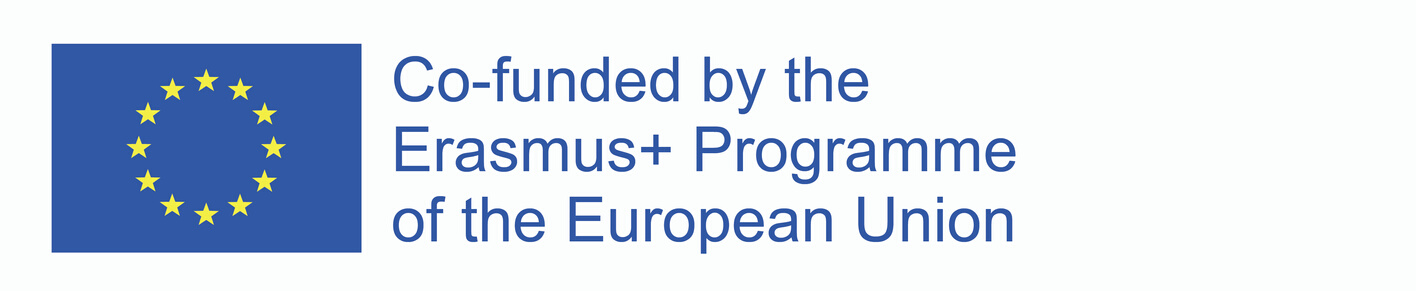 Co-funded by the
Erasmus+ Programme
of the European Union